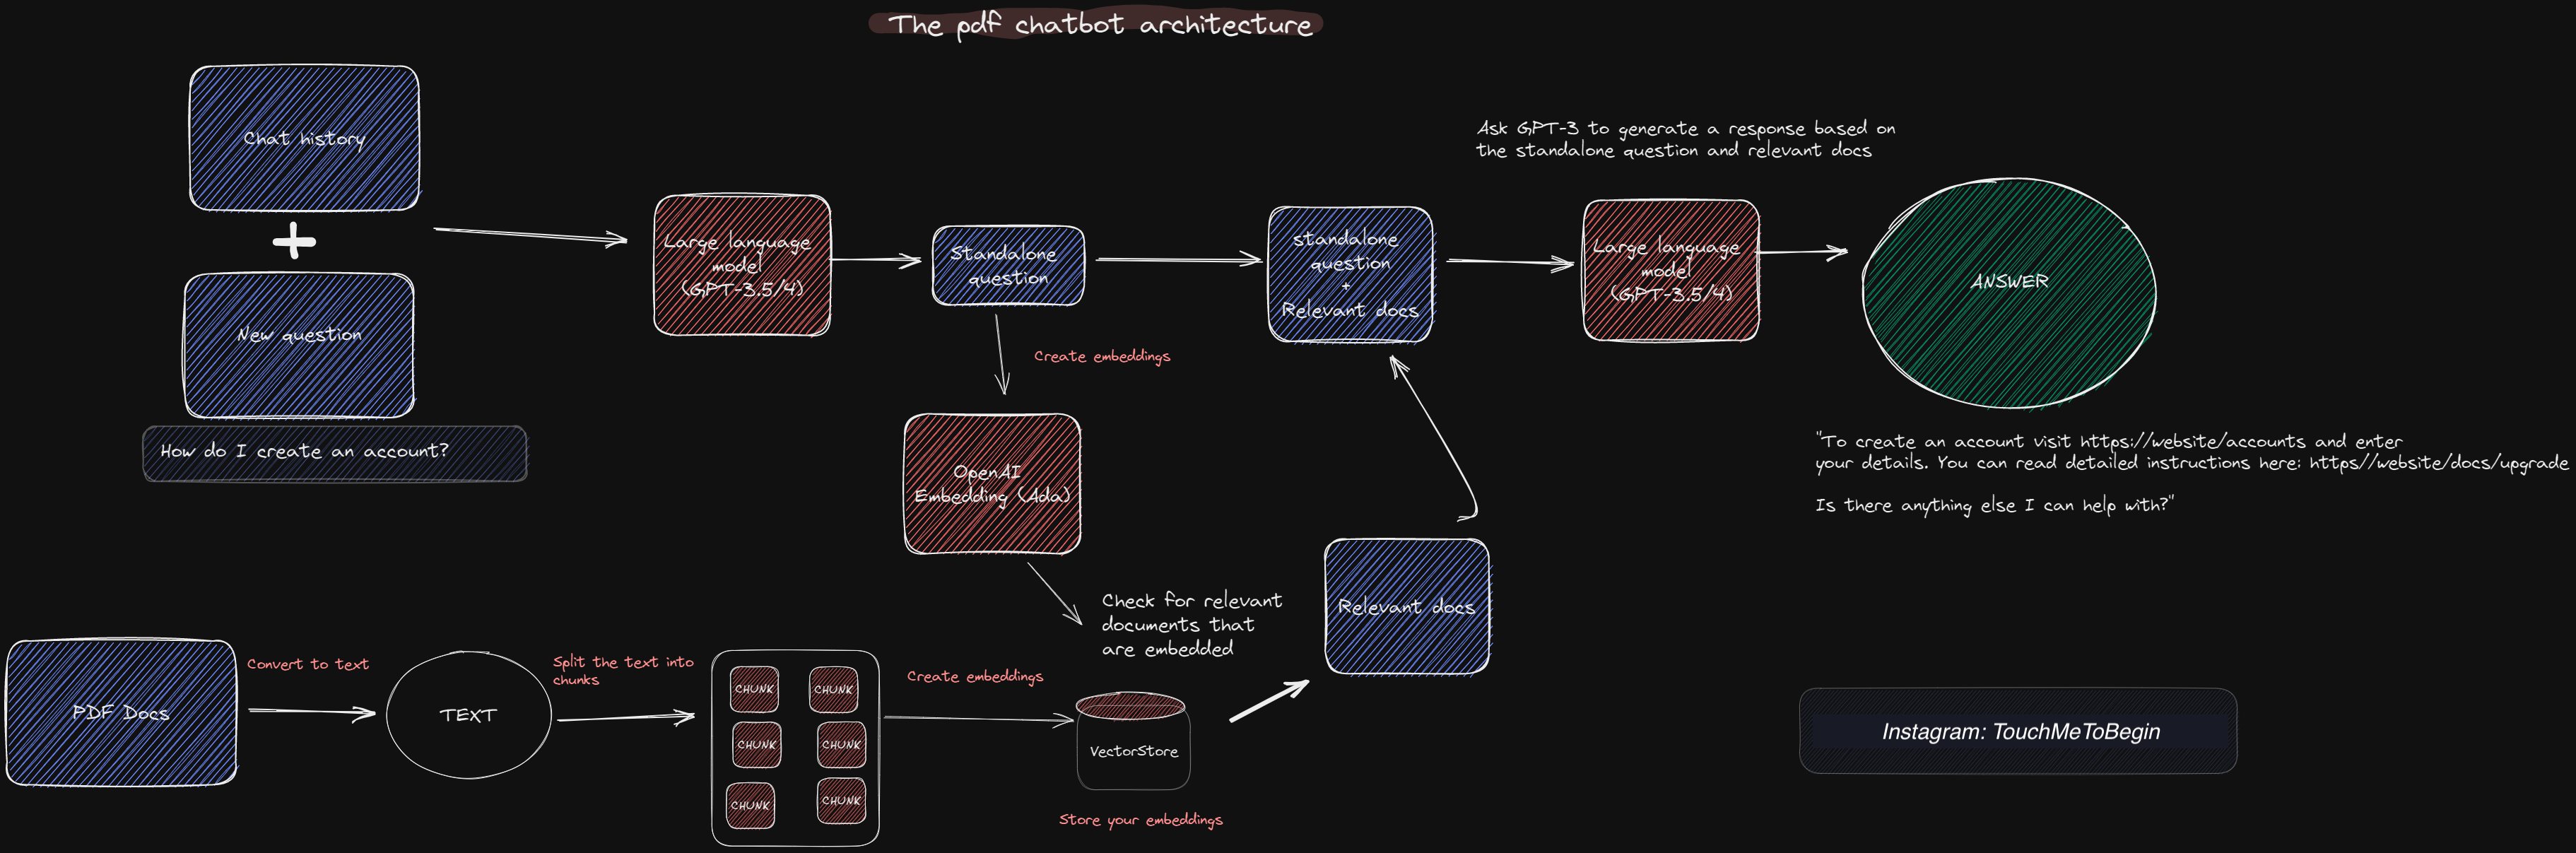 The pdf chatbot architecture
Chat history
New question
How do I create an account?
Large language
model
(GPT-3.5/4)
Standalone
question
Create embeddings
OpenAI
Embedding (Ada)
Check for relevant
documents that
are embedded
standalone
question
+
Relevant docs
Ask GPT-3 to generate a response based on
the standalone question and relevant docs
Large language
model
(GPT-3.5/4)
ANSWER
"To create an account visit https://website/accounts and enter
your details. You can read detailed instructions here: https//website/docs/upgrade
Is there anything else I can help with?"
PDF Docs
Convert to text
TEXT
Split the text into
chunks
CHUNK
CHUNK
CHUNK
CHUNK
CHUNK
CHUNK
Create embeddings
VectorStore
Store your embeddings
Relevant docs
Instagram: TouchMeToBegin